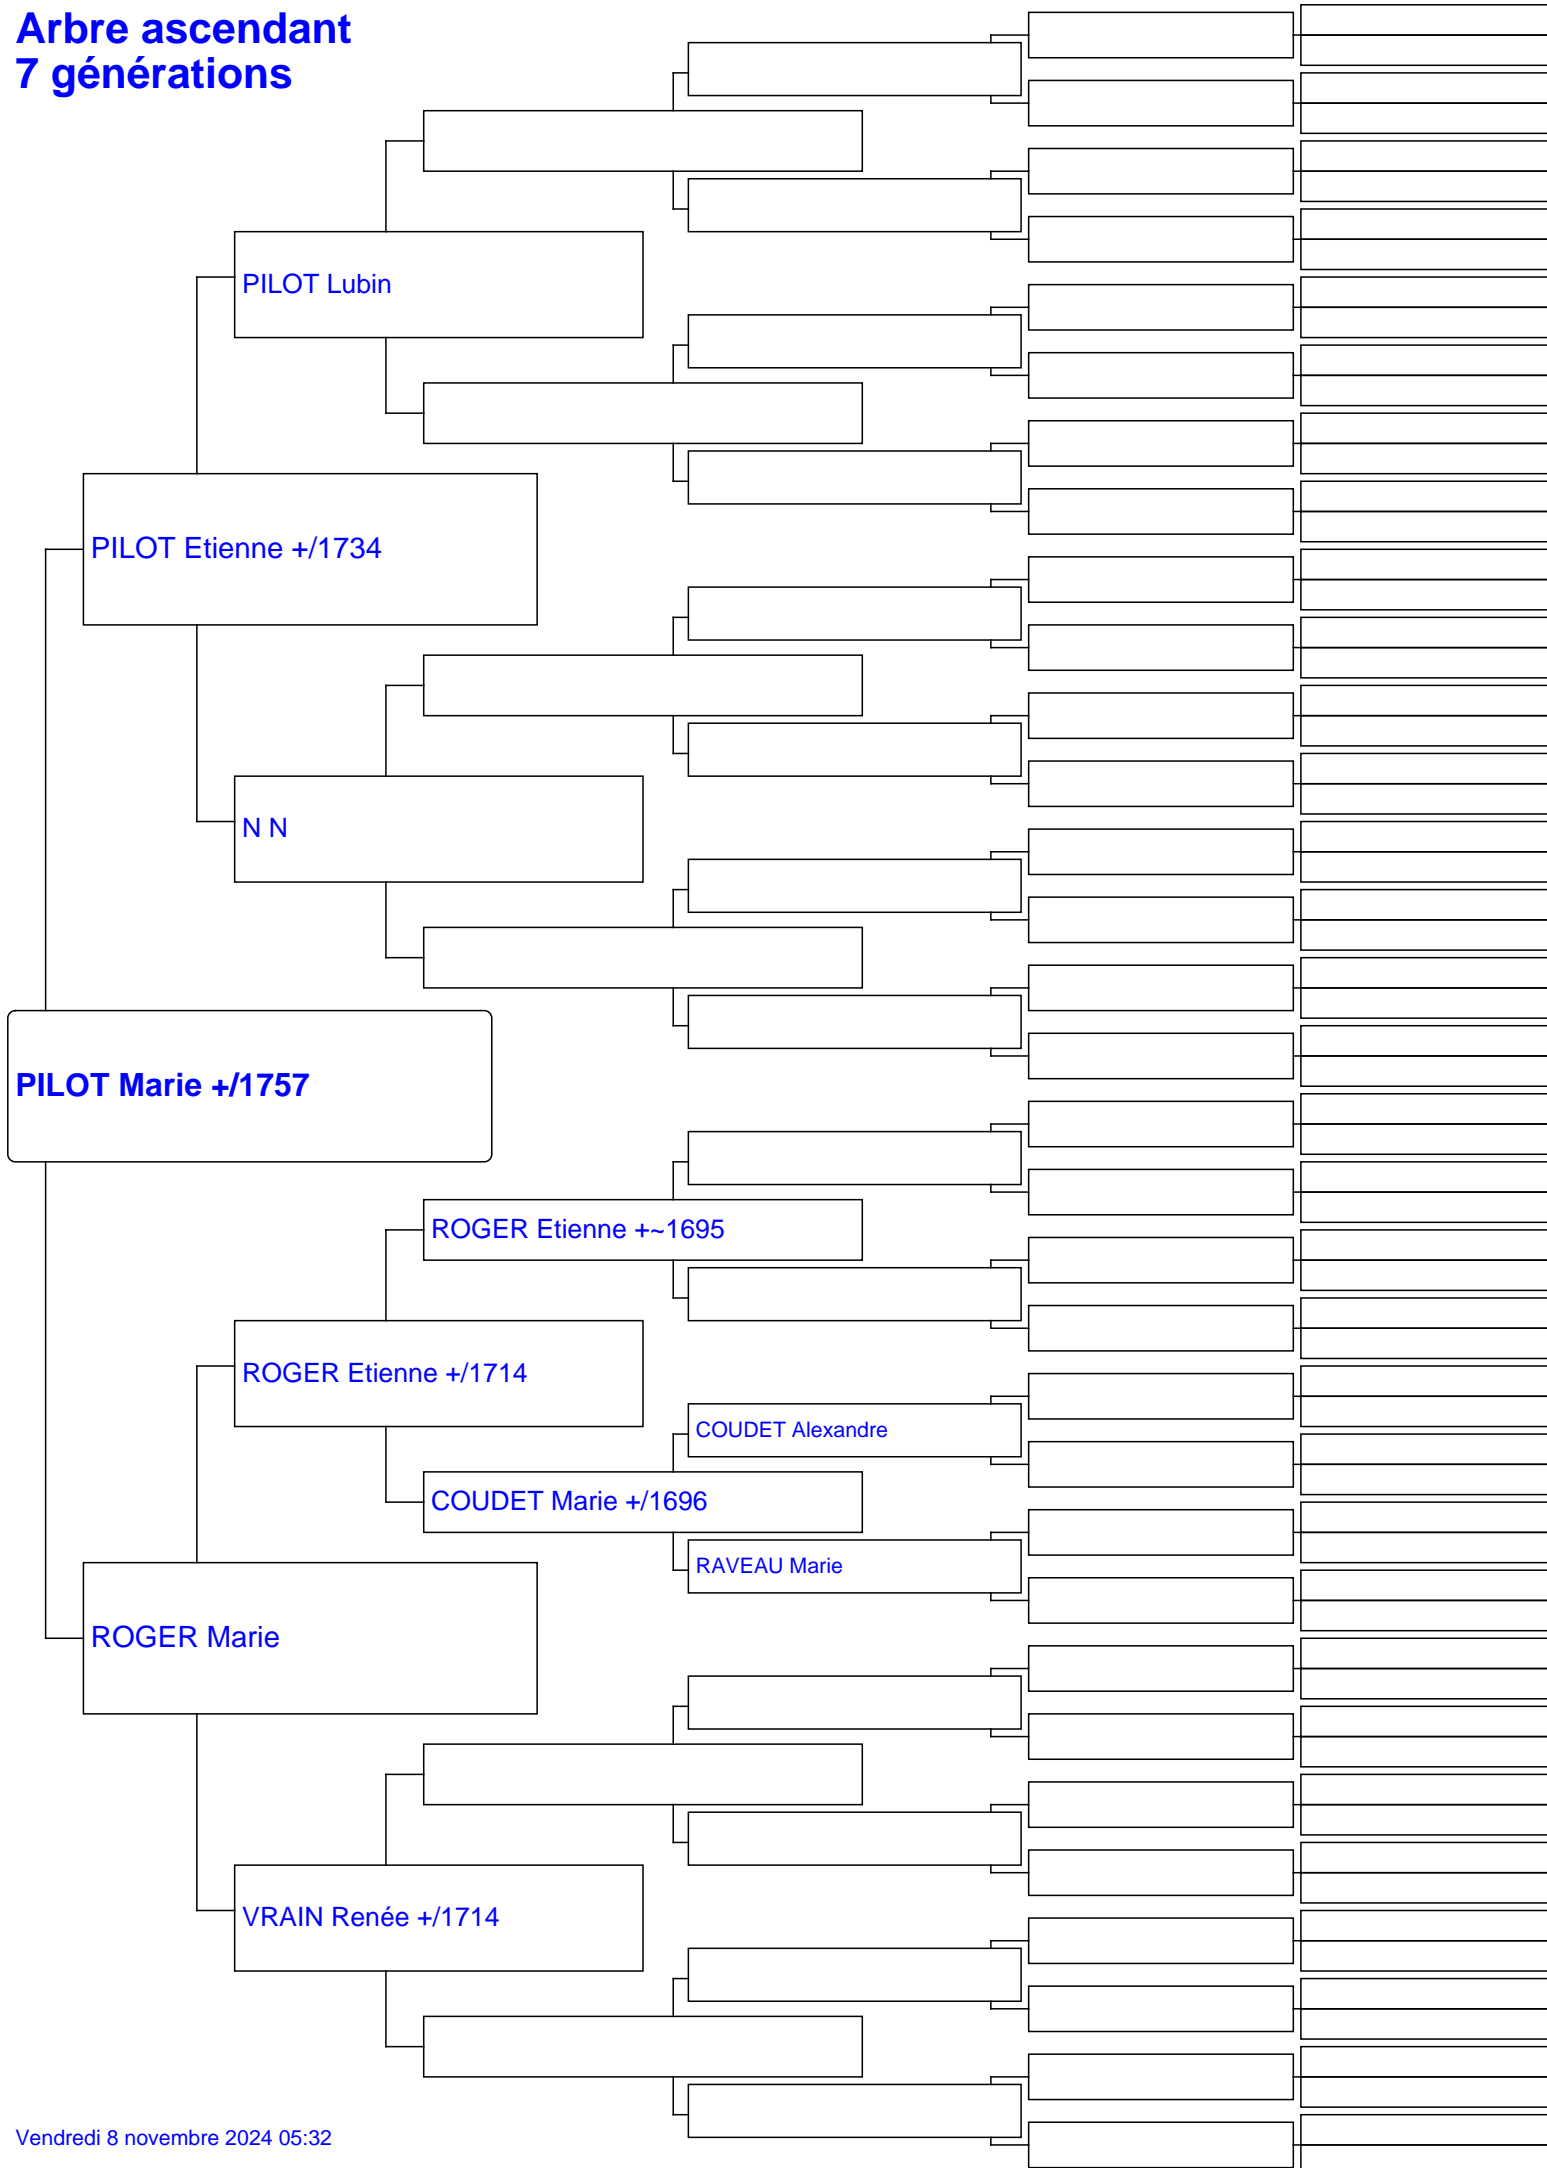 Arbre ascendant
7 générations
PILOT Lubin
PILOT Etienne +/1734
N N
PILOT Marie +/1757
ROGER Etienne +~1695
ROGER Etienne +/1714
COUDET Alexandre
COUDET Marie +/1696
RAVEAU Marie
ROGER Marie
VRAIN Renée +/1714
Vendredi 8 novembre 2024 05:32